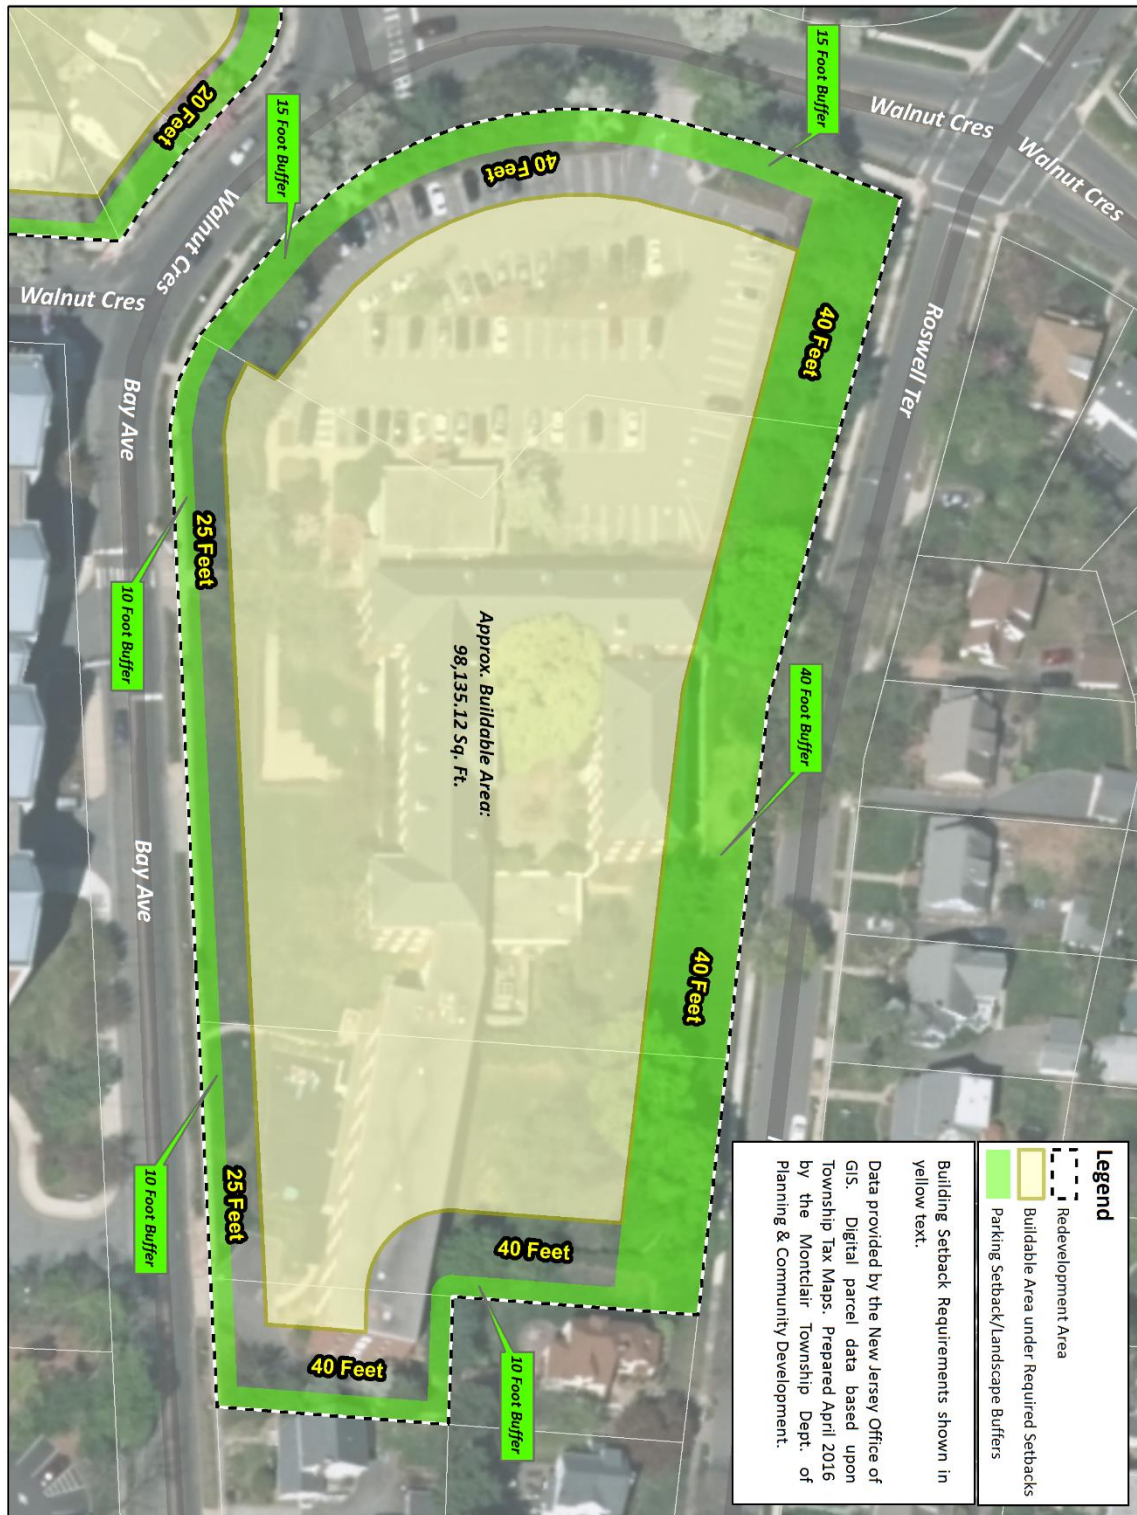 Legend
Redevelopment Area
Buildable Area under Required Setbacks
Parking Setback/Landscape Buffers
Building Setback Requirements shown in
yellow text.
Data provided by the New Jersey Office of
GIS. Digital parcel data based upon
Township Tax Maps. Prepared April 2016
by the Montclair Township Dept. of
Planning & Community Development.
Walnut Cres
Walnut Cres
Roswell Ter
15 Foot Buffer
15 Foot Buffer
20 Feet
40 Feet
Walnut Cres
Walnut Cres
40 Feet
40 Foot Buffer
40 Feet
Approx. Buildable Area:
98,135.12 Sq. Ft.
25 Feet
Bay Ave
10 Foot Buffer
Bay Ave
10 Foot Buffer
25 Feet
40 Feet
10 Foot Buffer
40 Feet